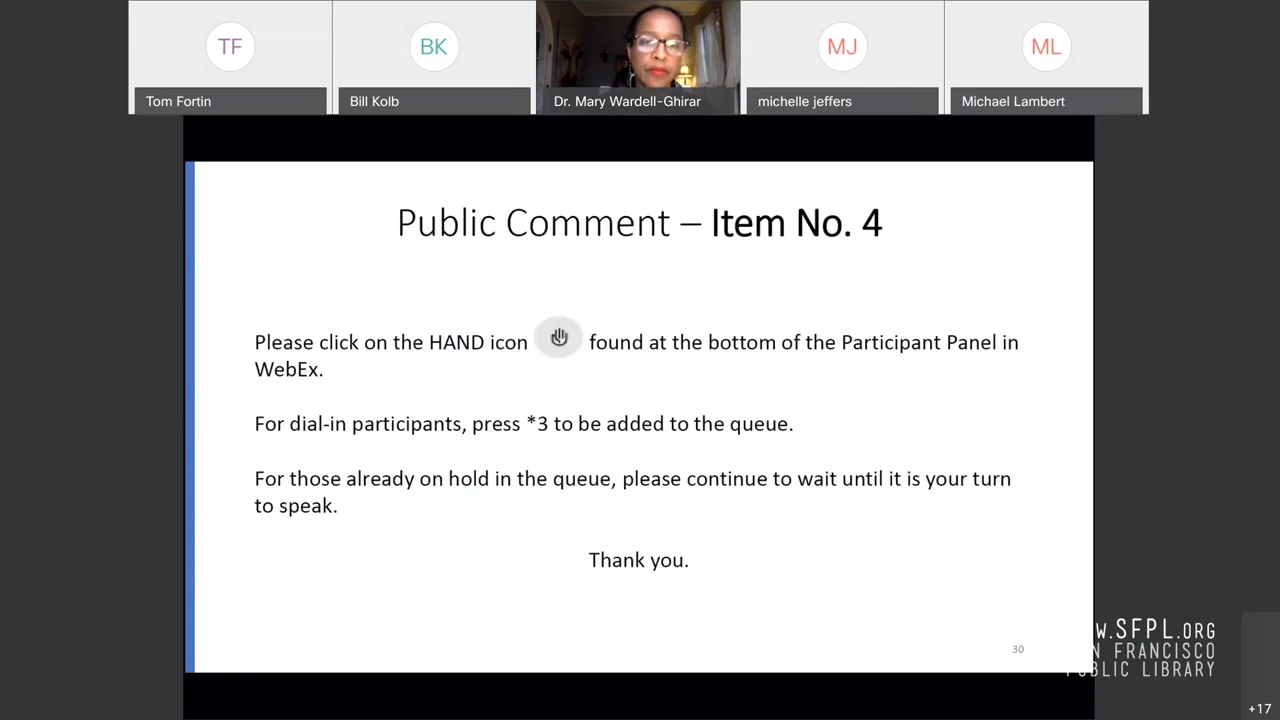 TF
BK
MJ
ML
Tom Fortin
Bill Kolb
Dr. Mary Wardell-Ghirar
michelle jeffers
Michael Lambert
Public Comment – Item No. 4
Please click on the HAND icon found at the bottom of the Participant Panel in
WebEx.
For dial-in participants, press *3 to be added to the queue.
For those already on hold in the queue, please continue to wait until it is your turn
to speak.
Thank you.
30
W.SFPL.ORG
N FRANCISCO
PUBLIC LIBRARY
+17